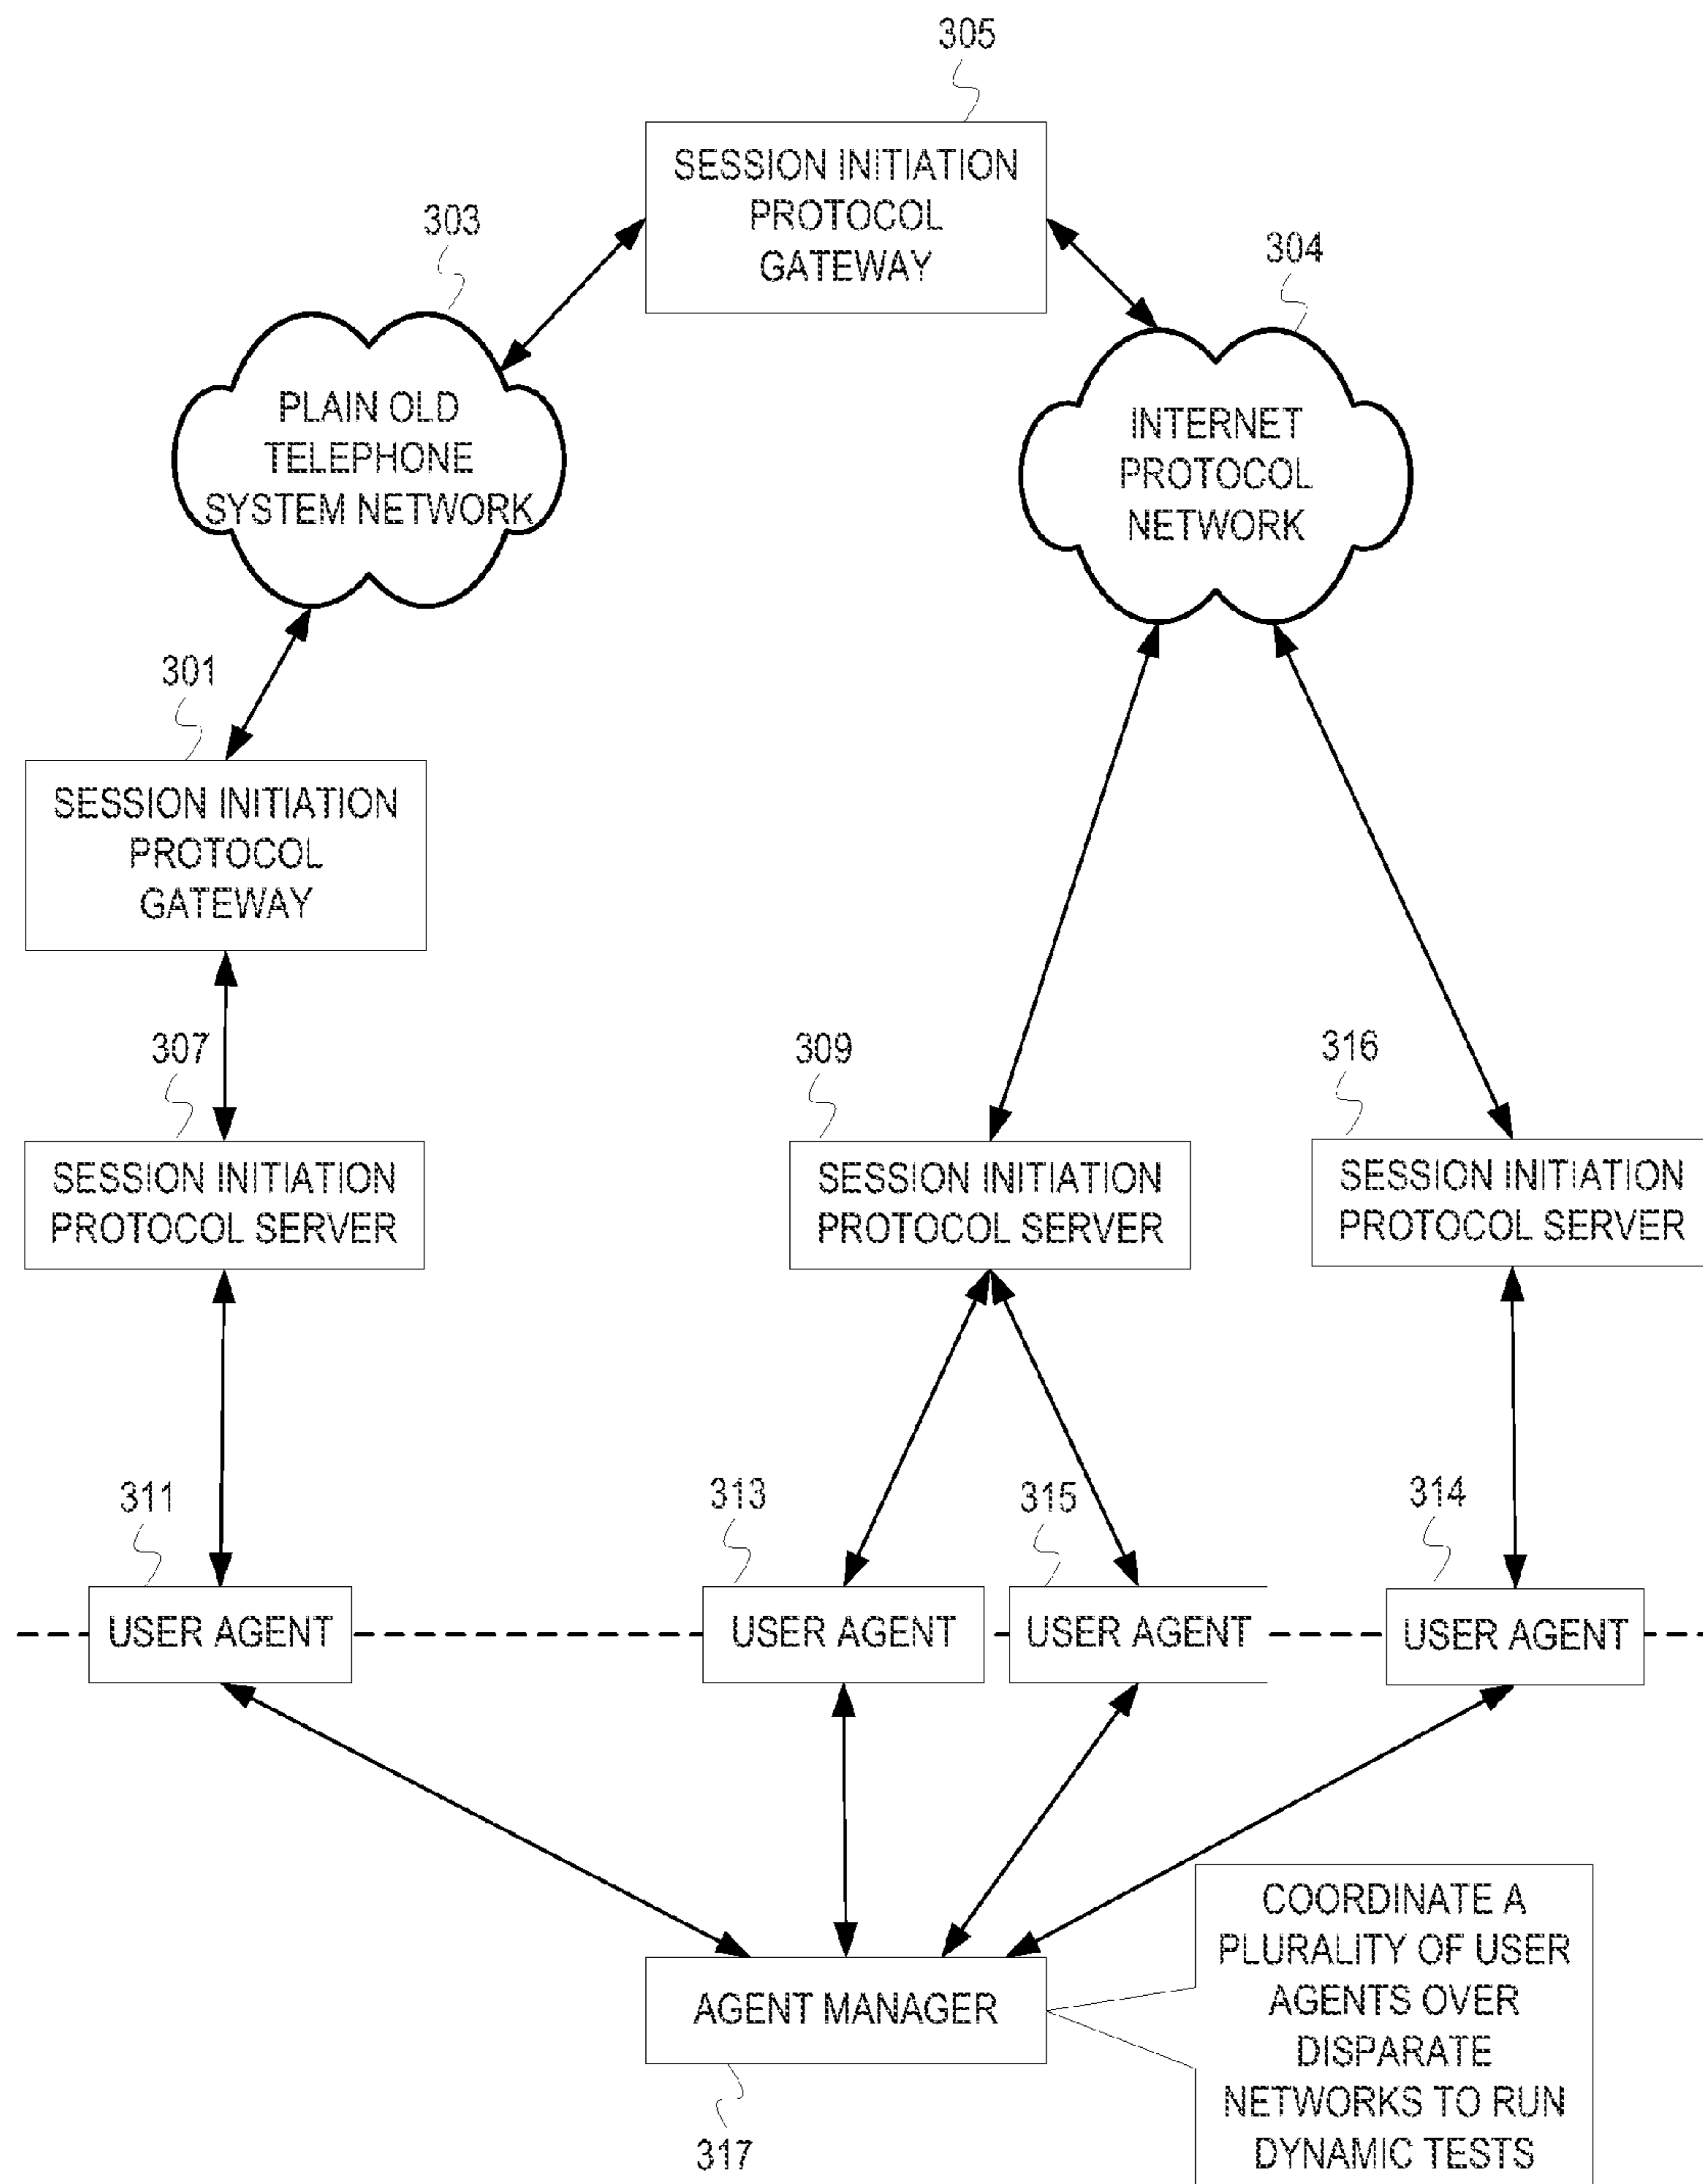 305
SESSION INITIATION
PROTOCOL
GATEWAY
303
304
PLAIN OLD
TELEPHONE
SYSTEM NETWORK
INTERNET
PROTOCOL
NETWORK
301
SESSION INITIATION
PROTOCOL
GATEWAY
307
309
316
SESSION INITIATION
PROTOCOL SERVER
SESSION INITIATION
PROTOCOL SERVER
SESSION INITIATION
PROTOCOL SERVER
311
313
315
314
USER AGENT
USER AGENT
USER AGENT
USER AGENT
AGENT MANAGER
317
COORDINATE A
PLURALITY OF USER
AGENTS OVER
DISPARATE
NETWORKS TO RUN
DYNAMIC TESTS